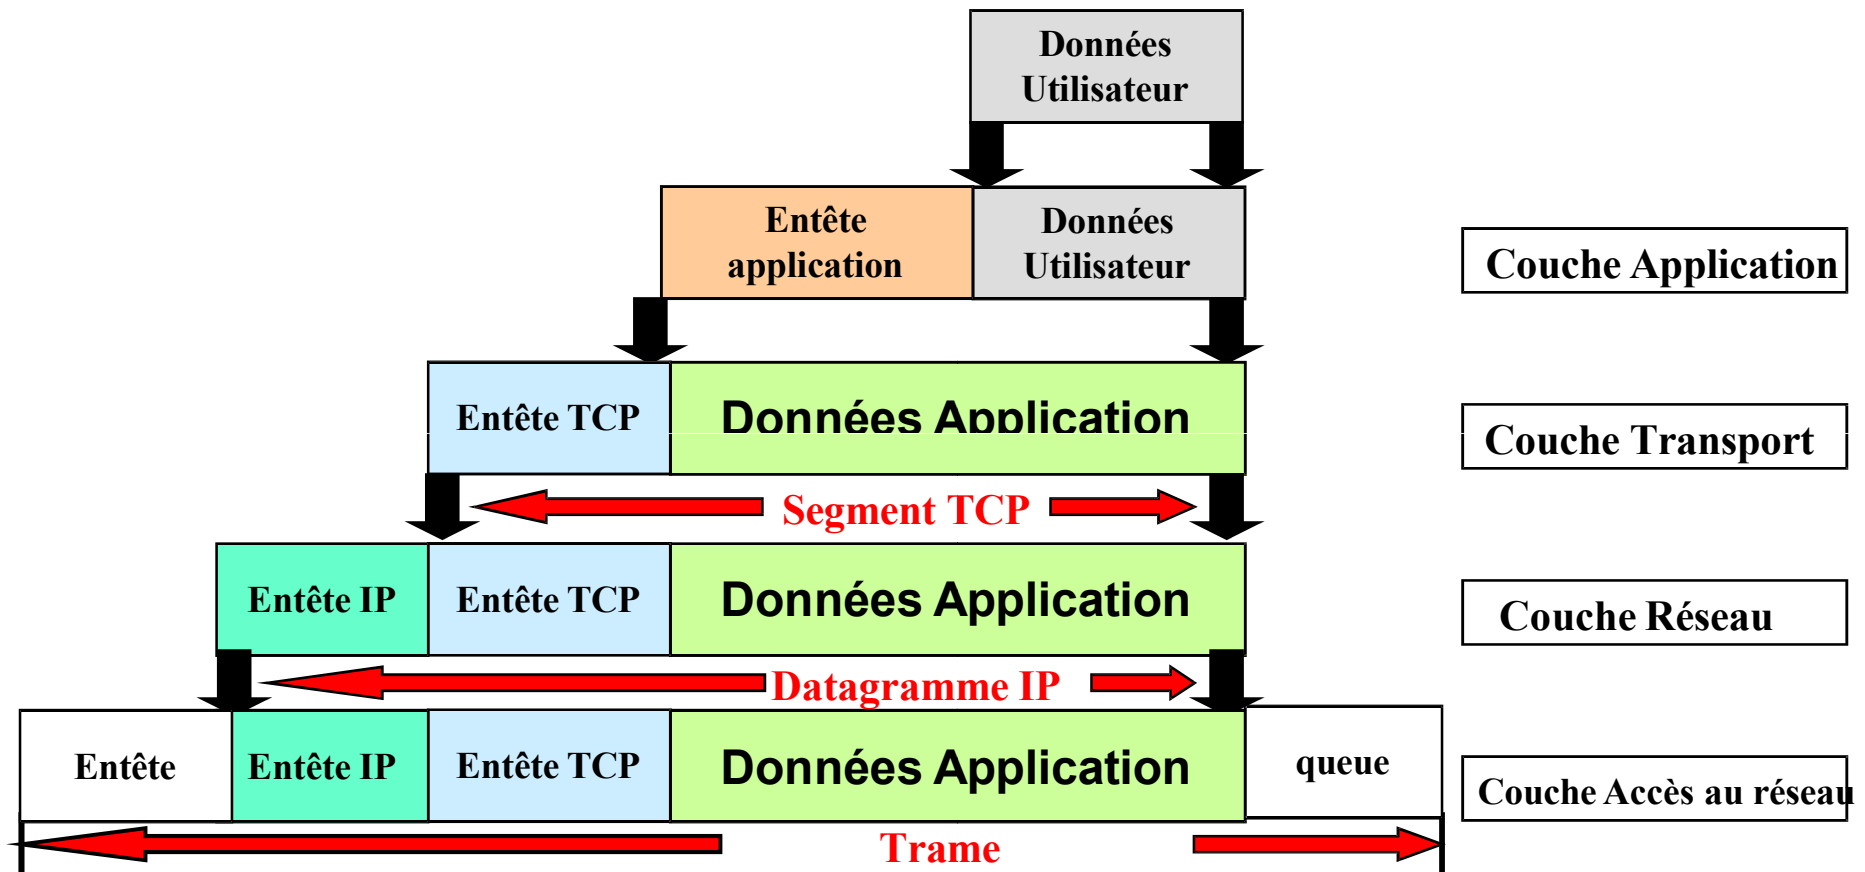 Données
Utilisateur
Entête
application
Données
Utilisateur
Couche Application
Entête TCP
Données Application
Couche Transport
Segment TCP
Entête IP
Entête TCP
Données Application
Couche Réseau
Datagramme IP
Entête
Entête IP
Entête TCP
Données Application
queue
Couche Accès au réseau
Trame